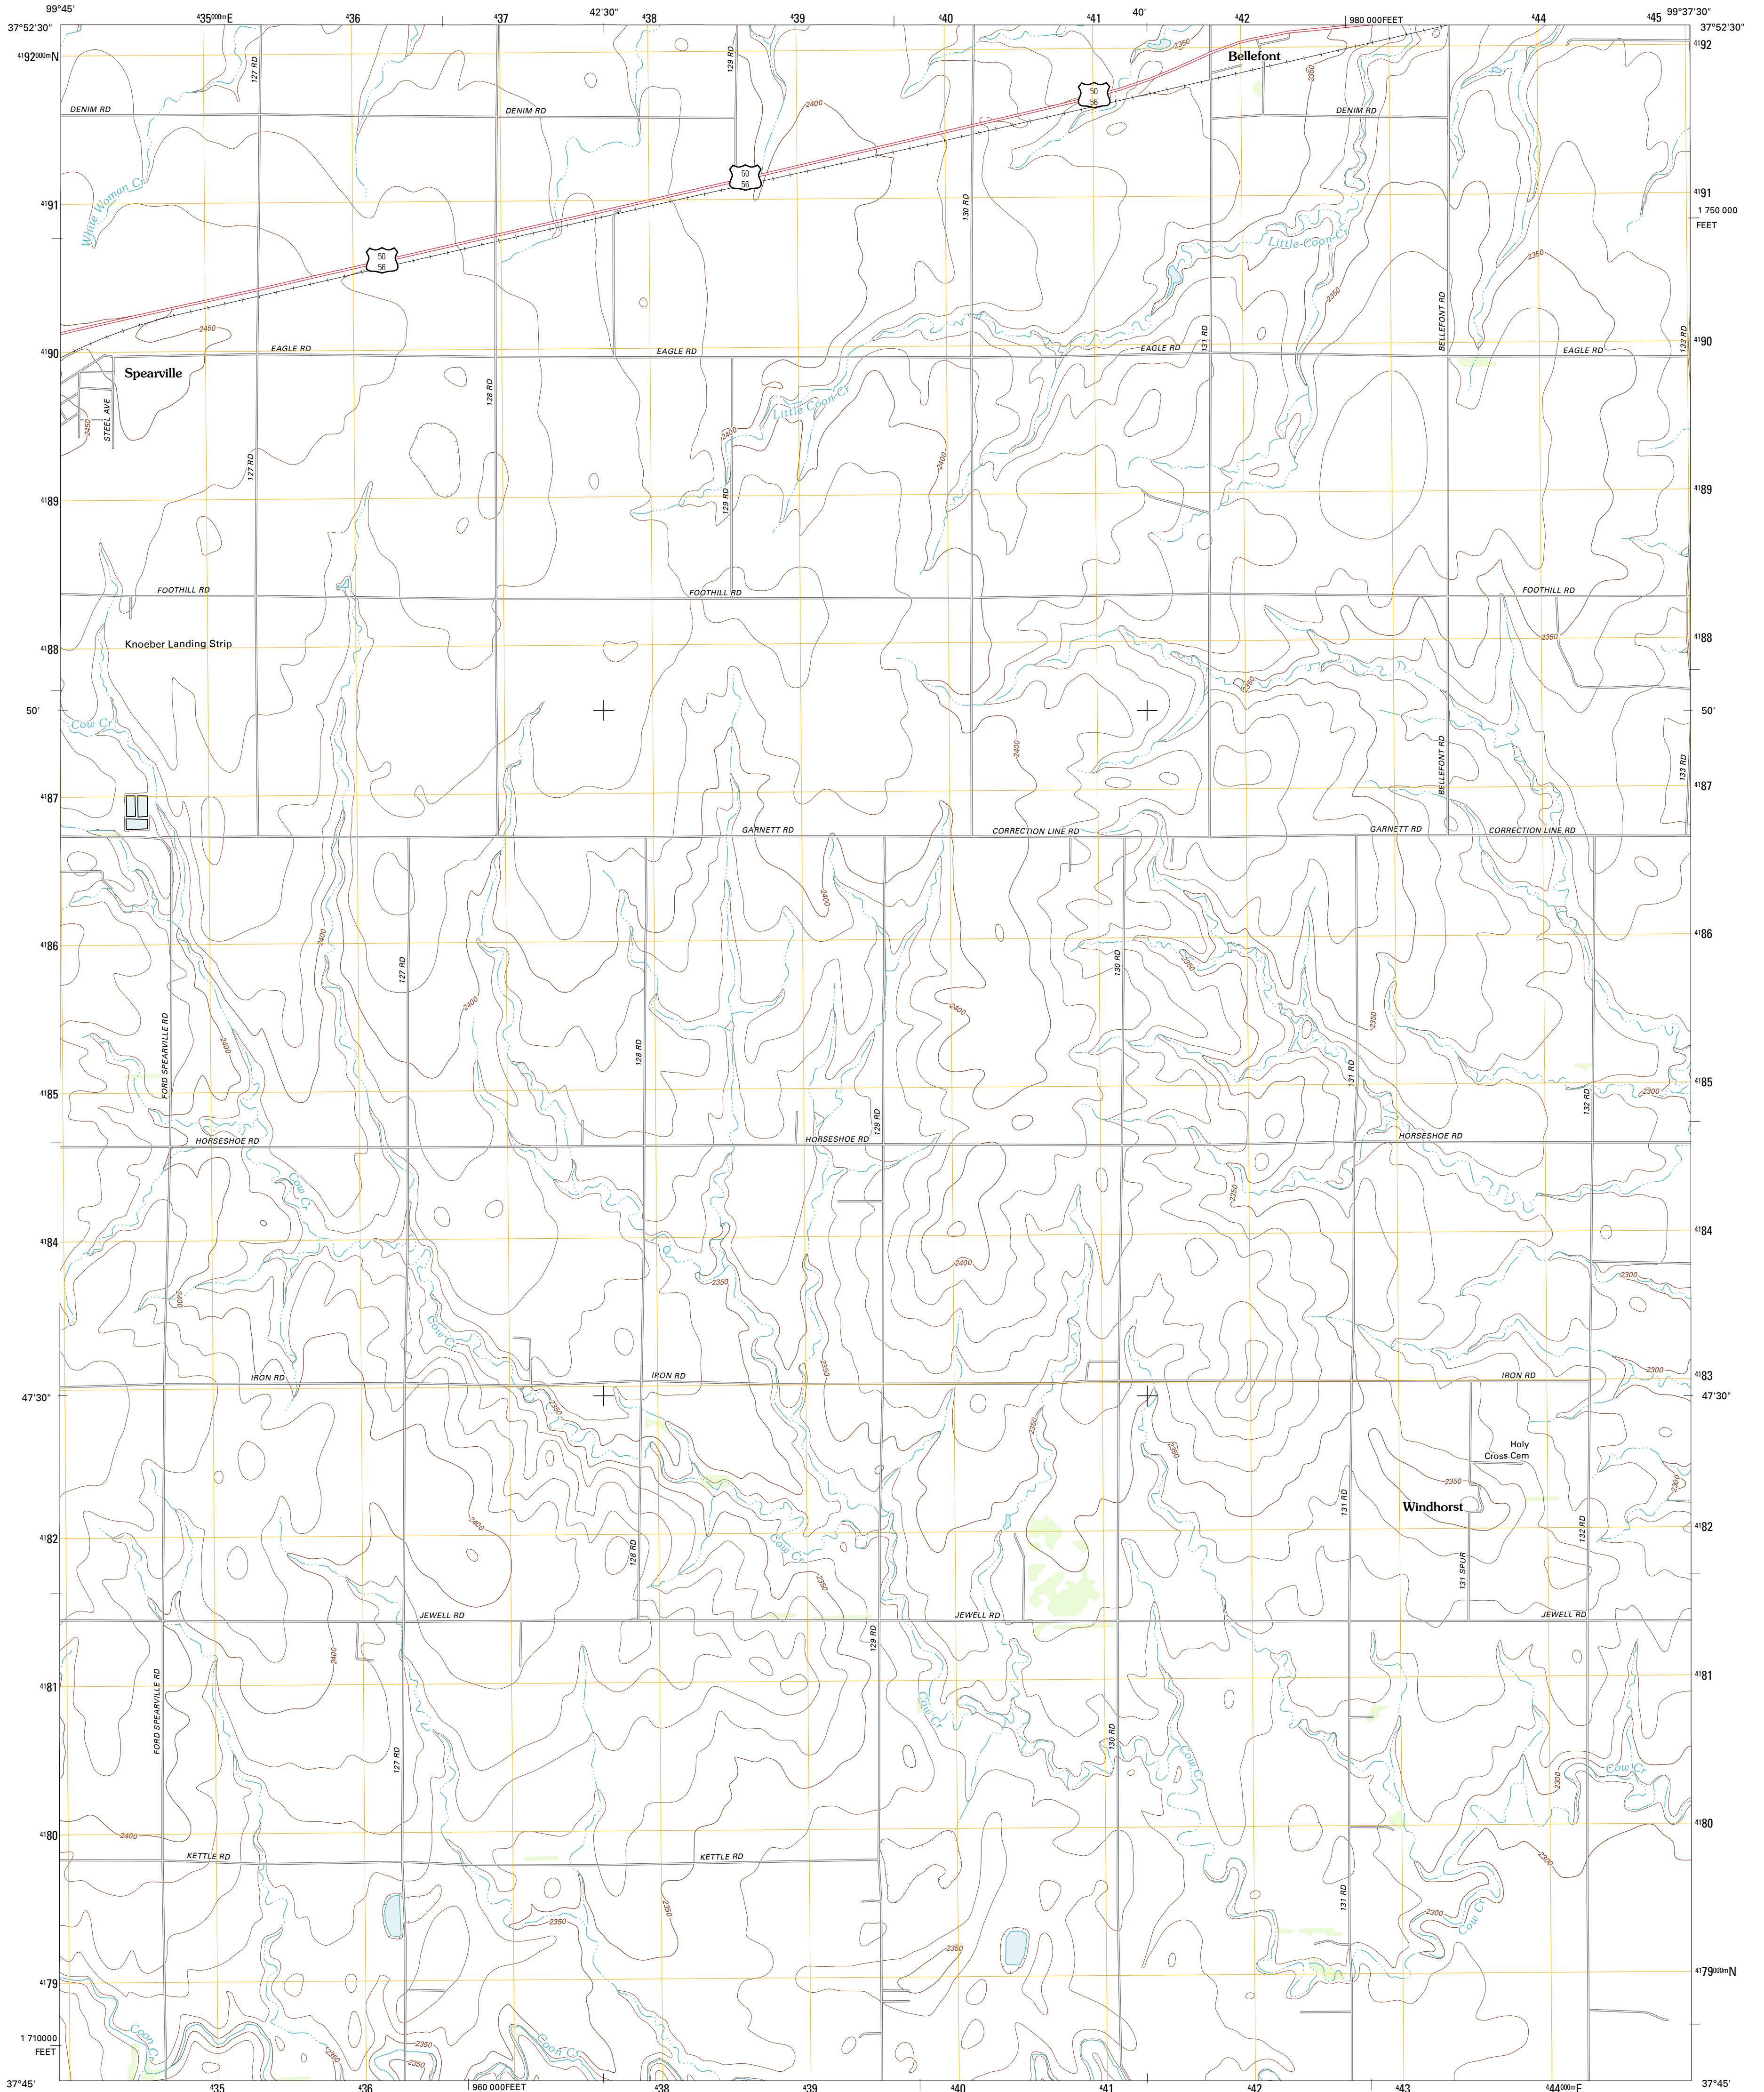 99°45'
⁴35⁰⁰⁰ᵐE
⁴36
⁴37
42'30"
⁴38
⁴39
⁴40
⁴41
40'
⁴42
980 000FEET
⁴44
⁴45
99°37'30"
37°52'30"
37°52'30"
⁴¹92⁰⁰⁰ᵐN
⁴¹92
127 RD
129 RD
2350
Bellefont
2350
50
56
2400
DENIM RD
DENIM RD
DENIM RD
50
56
White Woman Cr
⁴¹91
⁴¹91
130 RD
1 750 000
FEET
Little Coon Cr
50
56
2350
2350
BELLEFONT RD
2450
⁴¹90
EAGLE RD
EAGLE RD
EAGLE RD
131 RD
EAGLE RD
133 RD
⁴¹90
Spearville
128 RD
Little Coon Cr
STEEL AVE
2450
2400
2400
127 RD
129 RD
⁴¹89
⁴¹89
FOOTHILL RD
FOOTHILL RD
FOOTHILL RD
2350
⁴¹88
⁴¹88
Knoeber Landing Strip
2350
50'
50'
Cow Cr
2400
BELLEFONT RD
133 RD
⁴¹87
⁴¹87
GARNETT RD
CORRECTION LINE RD
GARNETT RD
CORRECTION LINE RD
2400
2400
⁴¹86
⁴¹86
127 RD
130 RD
2350
2400
2400
2350
FORD SPEARVILLE RD
2400
128 RD
131 RD
⁴¹85
⁴¹85
2300
129 RD
132 RD
HORSESHOE RD
HORSESHOE RD
HORSESHOE RD
Cow Cr
2350
⁴¹84
⁴¹84
2400
2350
2300
2400
Cow Cr
2350
2300
IRON RD
IRON RD
IRON RD
⁴¹83
47'30"
47'30"
2350
2350
2350
Holy
Cross Cem
2350
2300
131 RD
Windhorst
2400
⁴¹82
⁴¹82
128 RD
Cow Cr
132 RD
2350
131 SPUR
JEWELL RD
JEWELL RD
JEWELL RD
129 RD
2400
⁴¹81
⁴¹81
FORD SPEARVILLE RD
Cow Cr
130 RD
127 RD
Cow Cr
2300
Cow Cr
2400
⁴¹80
⁴¹80
KETTLE RD
KETTLE RD
2300
131 RD
2350
2350
2300
Cow Cr
2350
⁴¹79
⁴¹79⁰⁰⁰ᵐN
1 710000
FEET
Coon Cr
2350
2350
2350
Coon Cr
37°45'
37°45'
⁴35
⁴36
960 000FEET
⁴38
⁴39
⁴40
⁴41
⁴42
⁴43
⁴44⁰⁰⁰ᵐE